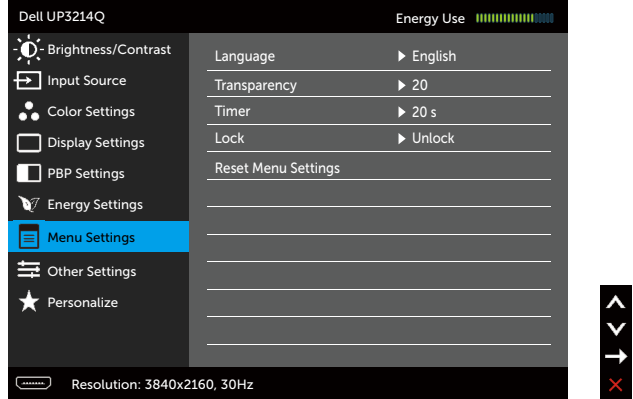 Dell UP3214Q
Energy Use
Brightness/Contrast
Input Source
Color Settings
Display Settings
PBP Settings
Energy Settings
Menu Settings
Other Settings
Personalize
Language English
Transparency 20
Timer 20 s
Lock Unlock
Reset Menu Settings
Resolution: 3840x2160, 30Hz